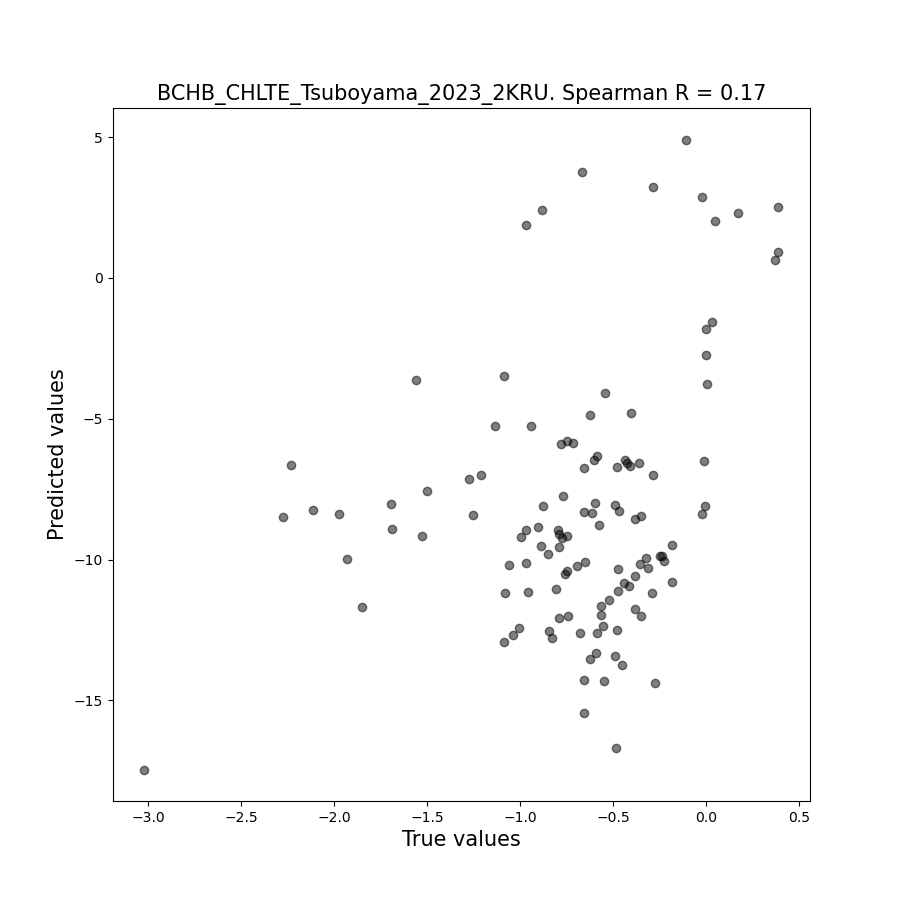 BCHB_CHLTE_Tsuboyama_2023_2KRU. Spearman R = 0.17
5
0
−5
−10
−15
Predicted values
−3.0 −2.5 −2.0 −1.5 −1.0 −0.5 0.0 0.5
True values